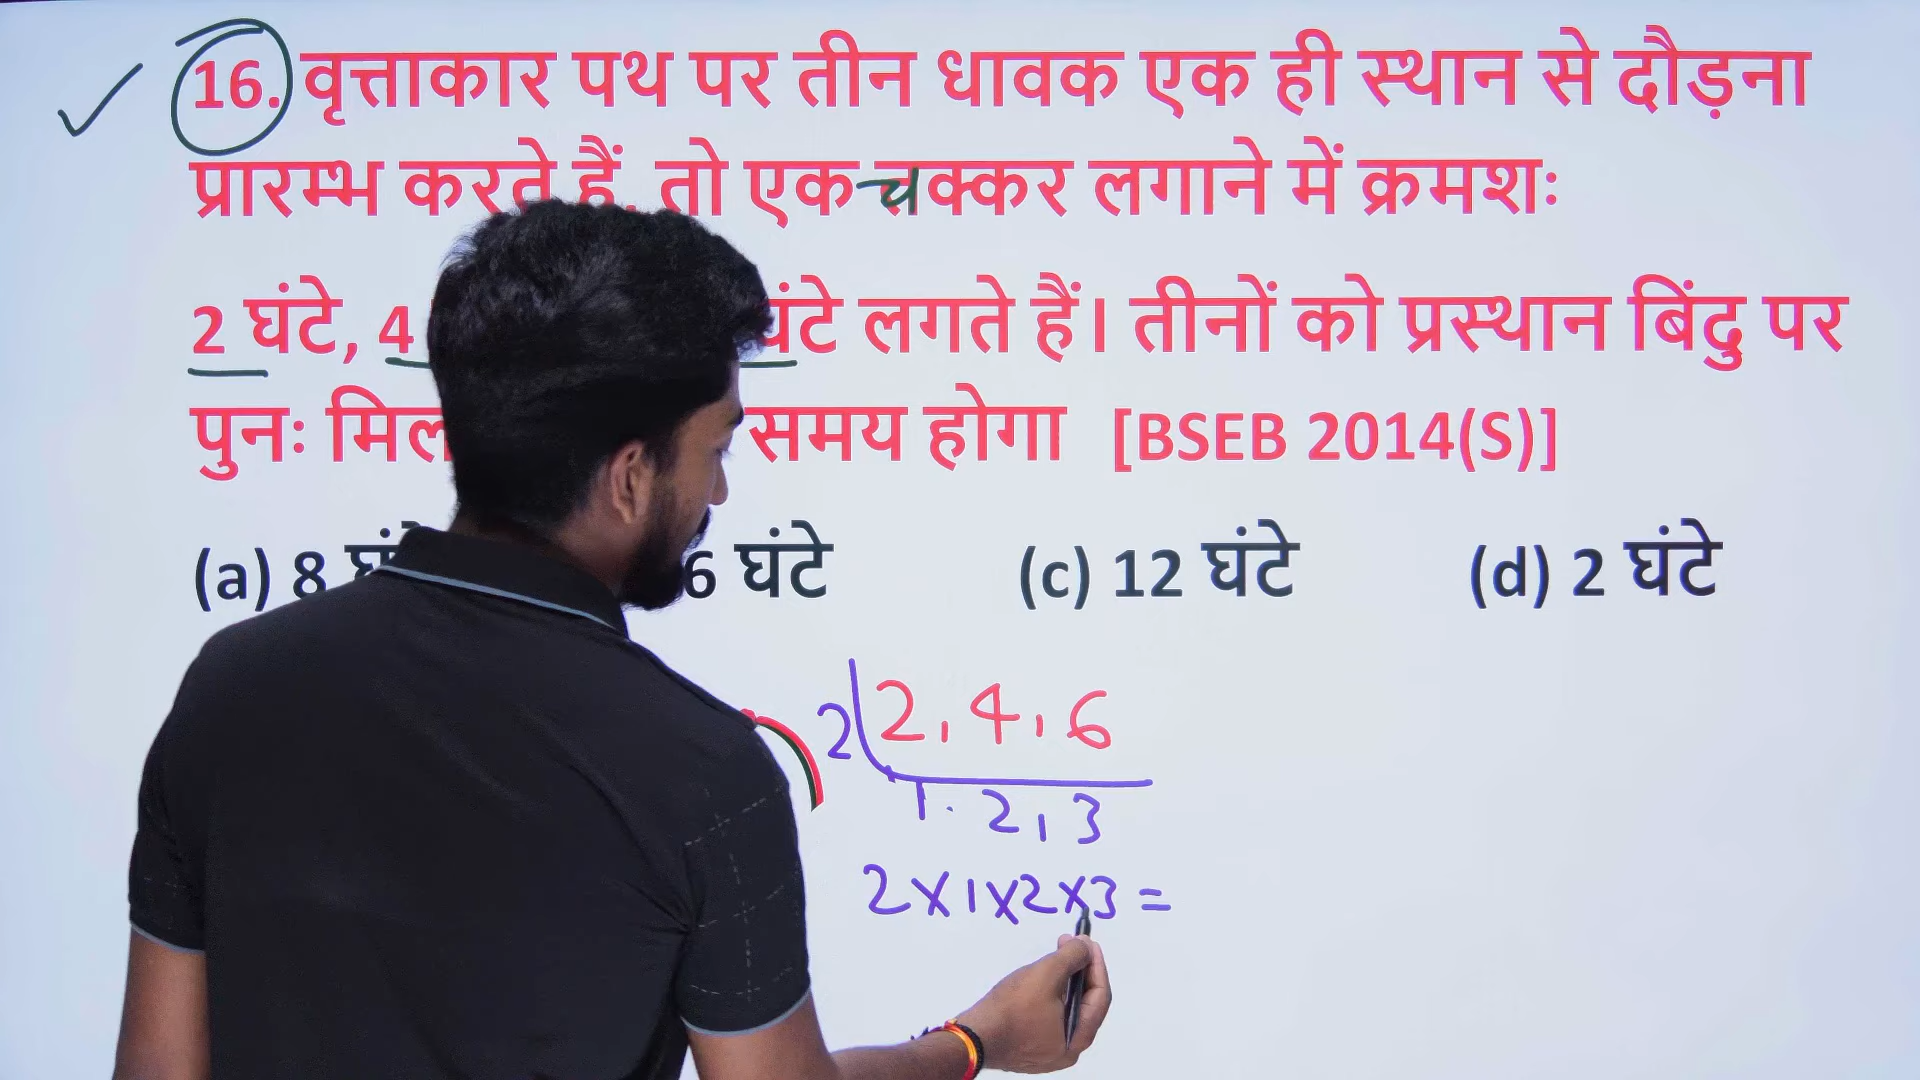 16. वृत्ताकार पथ पर तीन धावक एक ही स्थान से दौड़ना
प्रारम्भ करते हैं, तो एक चक्कर लगाने में क्रमशः
2 घंटे, 4 घंटे लगते हैं। तीनों को प्रस्थान बिंदु पर
पुनः समय होगा [BSEB 2014(S)]
(a) 8 6 घंटे (c) 12 घंटे (d) 2 घंटे
2 2, 4, 6
1. 2, 3
2×1×2×3=